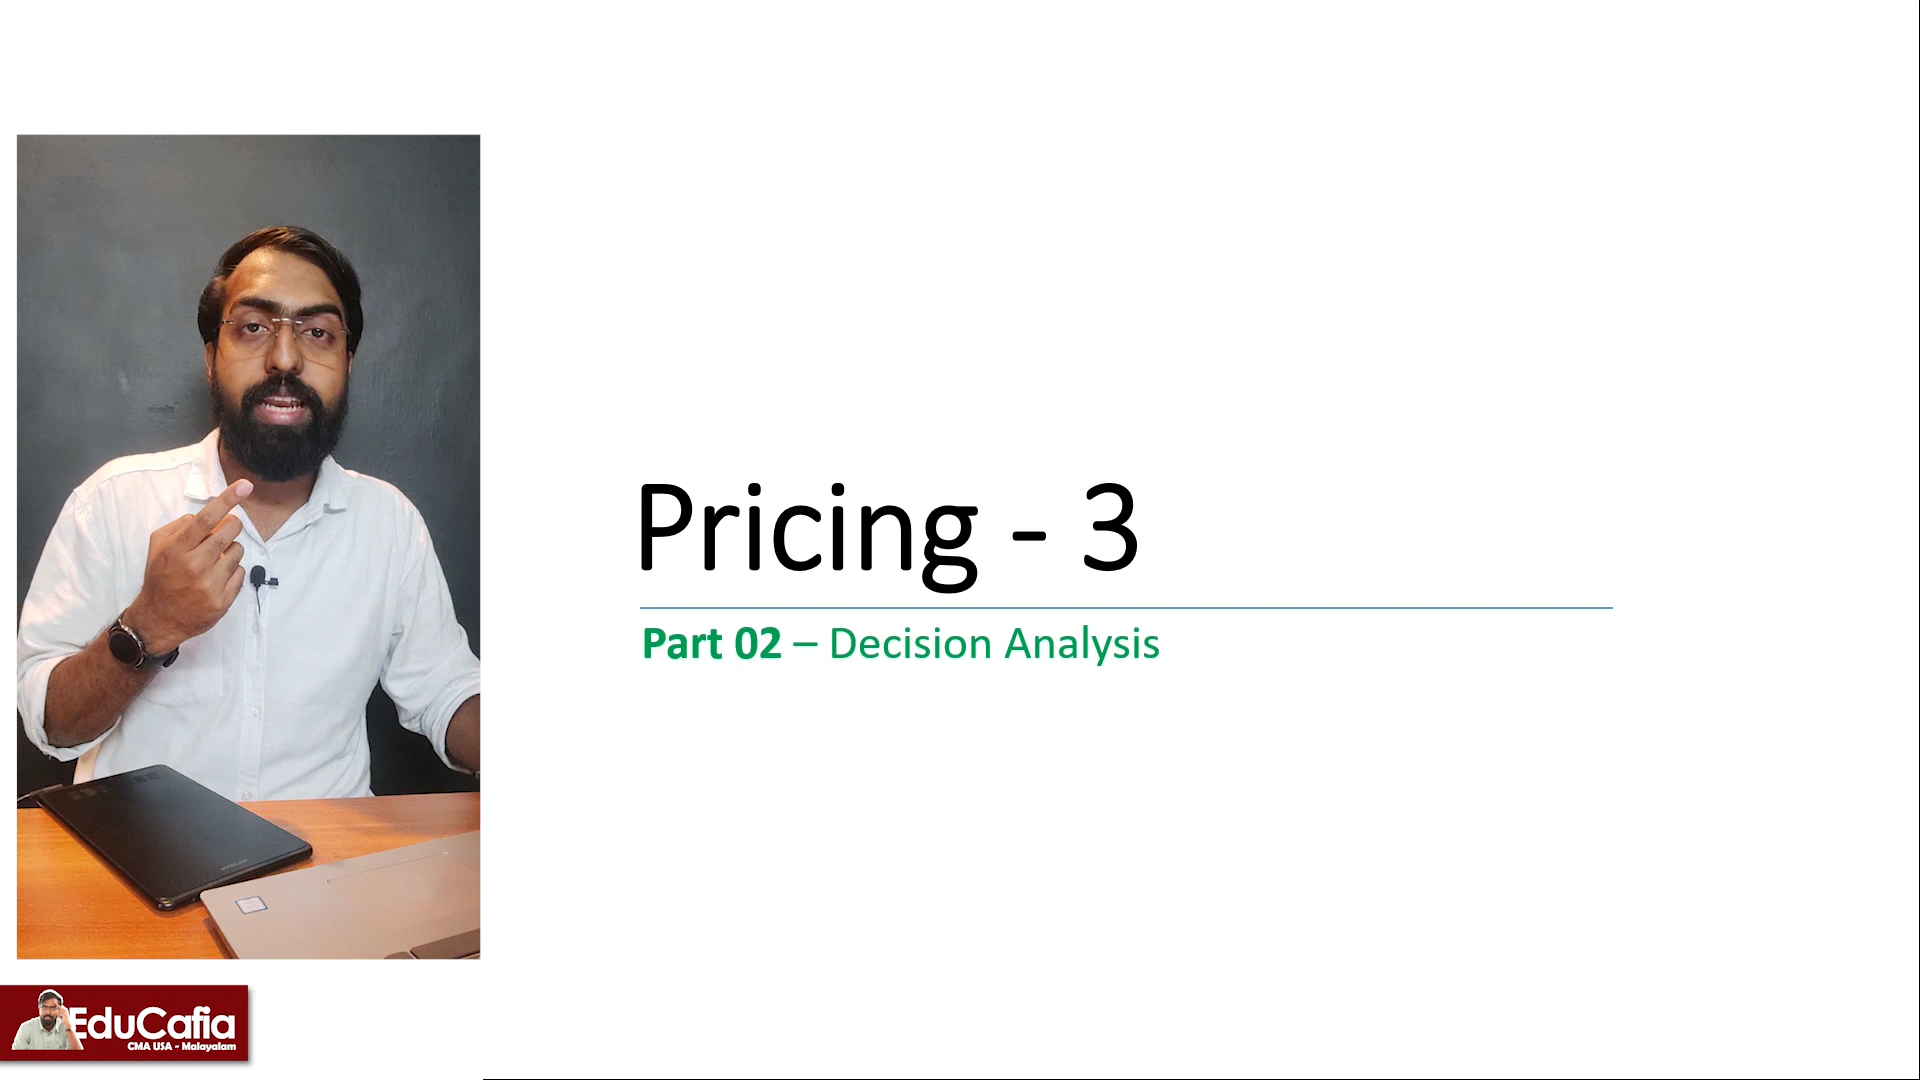 Pricing - 3
Part 02 – Decision Analysis
EduCafia
CMA USA - Malayalam